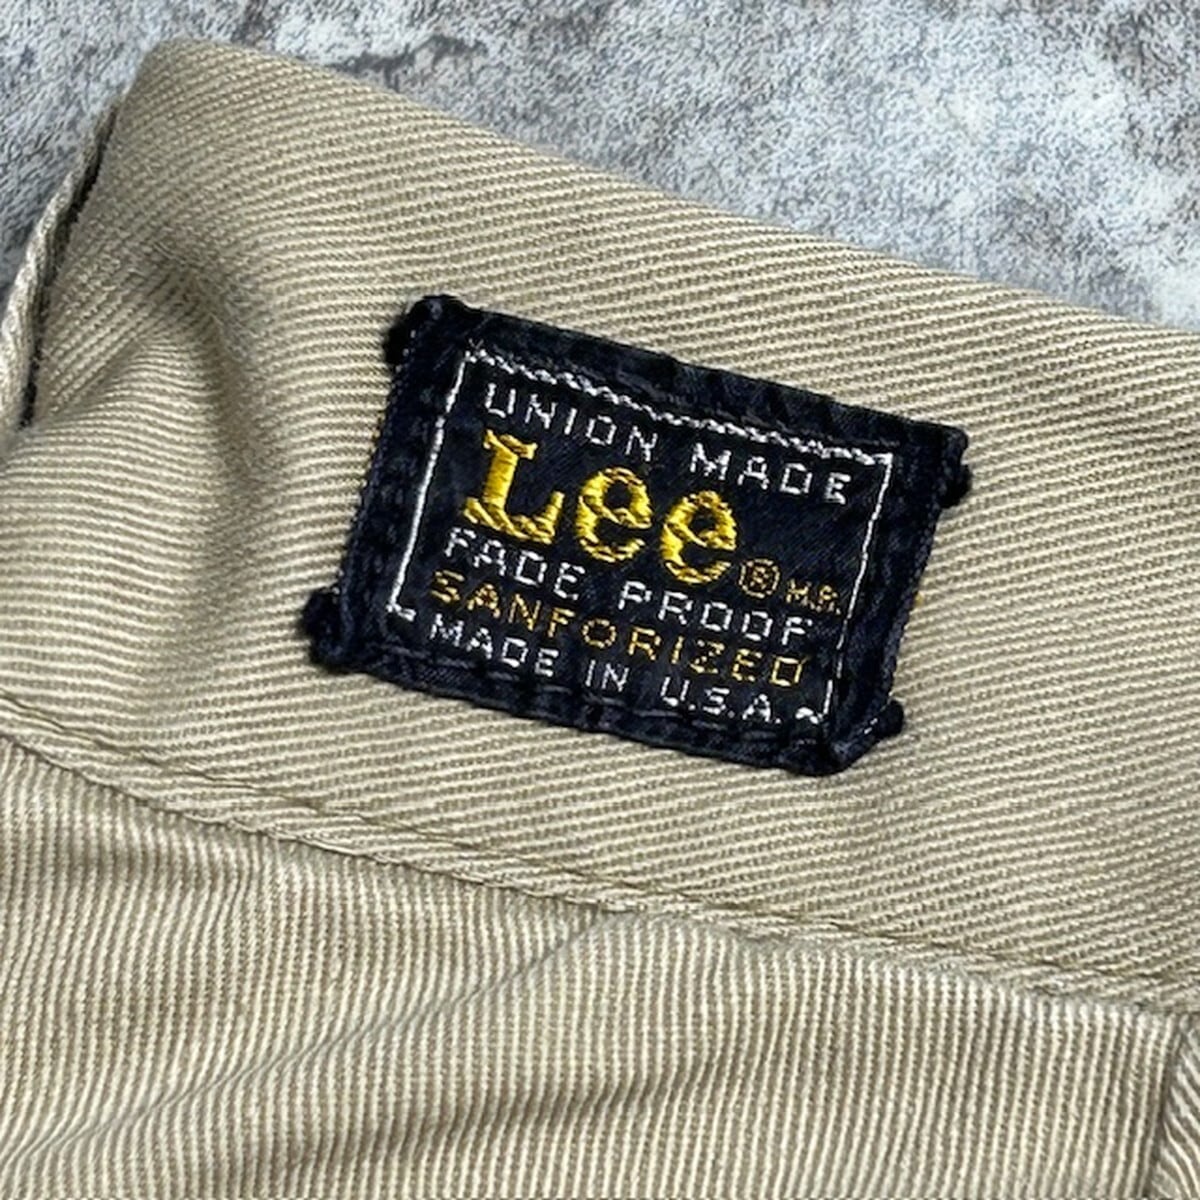 UNION MADE
Lee® M.R.
FADE PROOF
SANFORIZED
MADE IN U.S.A.